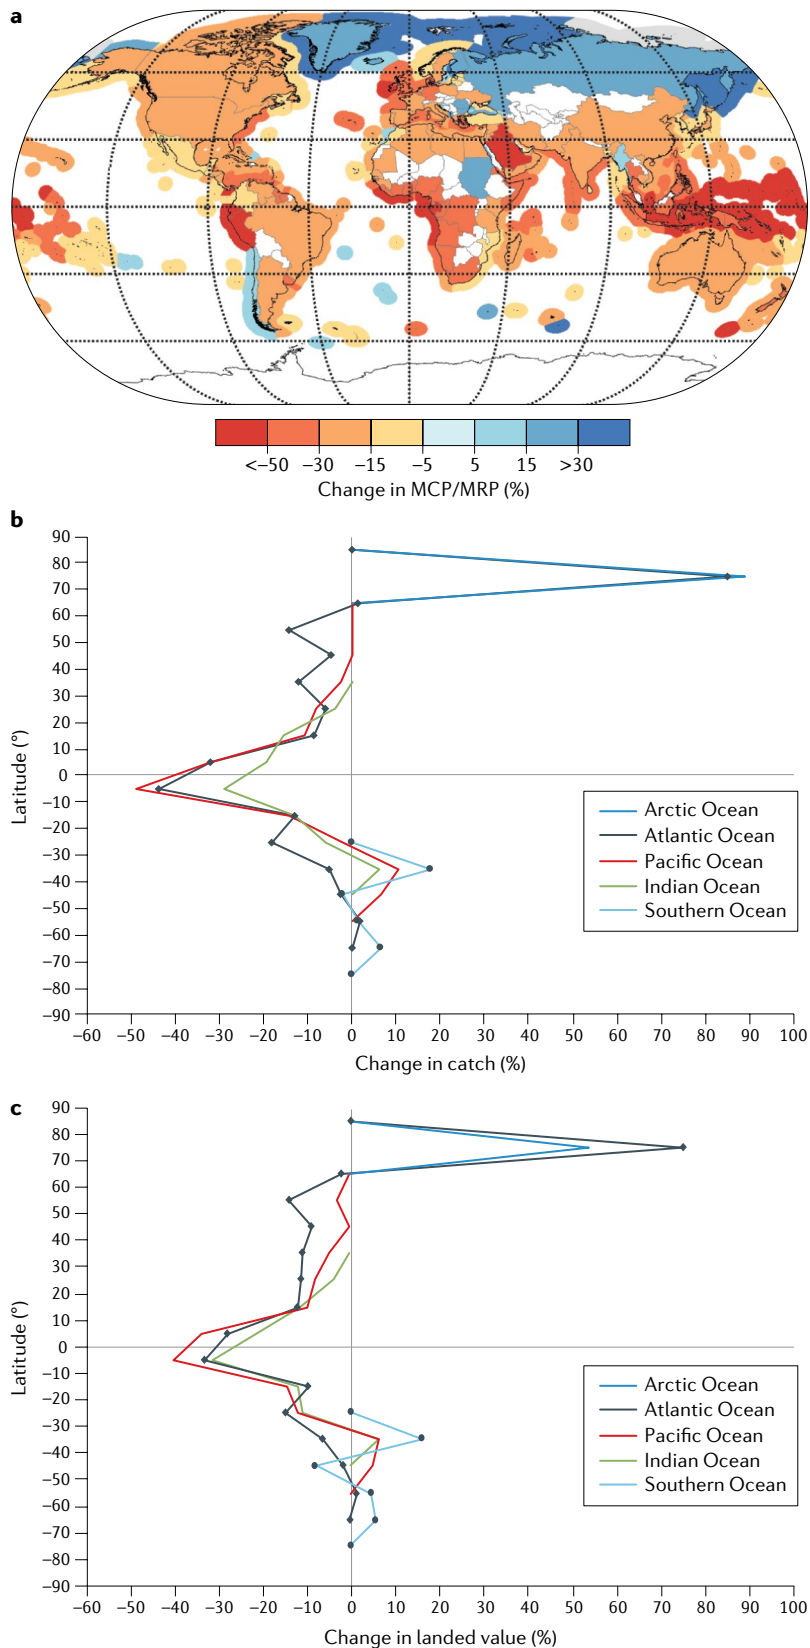 a
<–50 –30 –15 –5 5 15 >30
Change in MCP/MRP (%)
b
90
80
70
60
50
40
30
20
10
0
–10
–20
–30
–40
–50
–60
–70
–80
–90
Latitude (°)
Arctic Ocean
Atlantic Ocean
Pacific Ocean
Indian Ocean
Southern Ocean
–60 –50 –40 –30 –20 –10 0 10 20 30 40 50 60 70 80 90 100
Change in catch (%)
c
90
80
70
60
50
40
30
20
10
0
–10
–20
–30
–40
–50
–60
–70
–80
–90
Latitude (°)
Arctic Ocean
Atlantic Ocean
Pacific Ocean
Indian Ocean
Southern Ocean
–60 –50 –40 –30 –20 –10 0 10 20 30 40 50 60 70 80 90 100
Change in landed value (%)